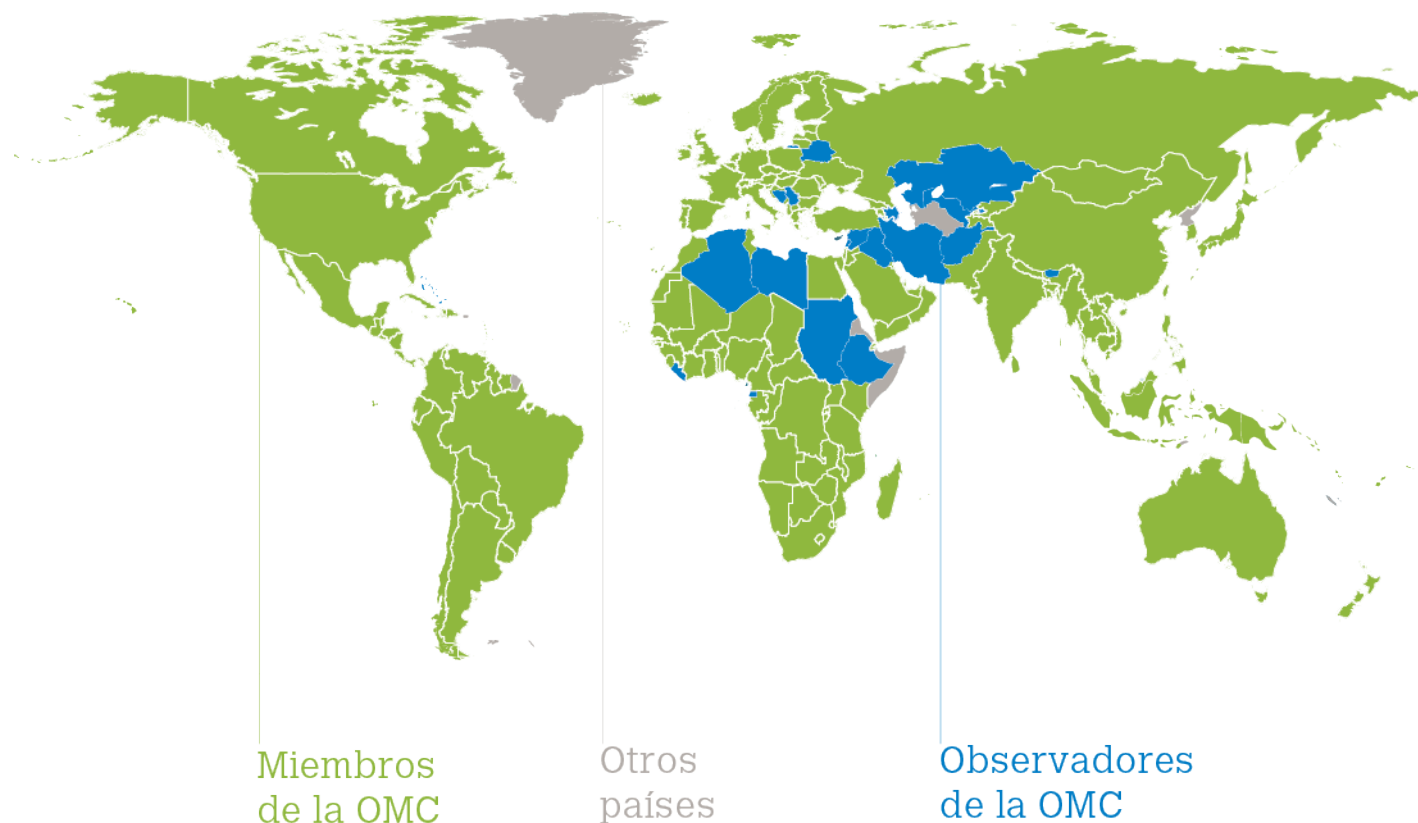 Miembros
de la OMC
Otros
países
Observadores
de la OMC